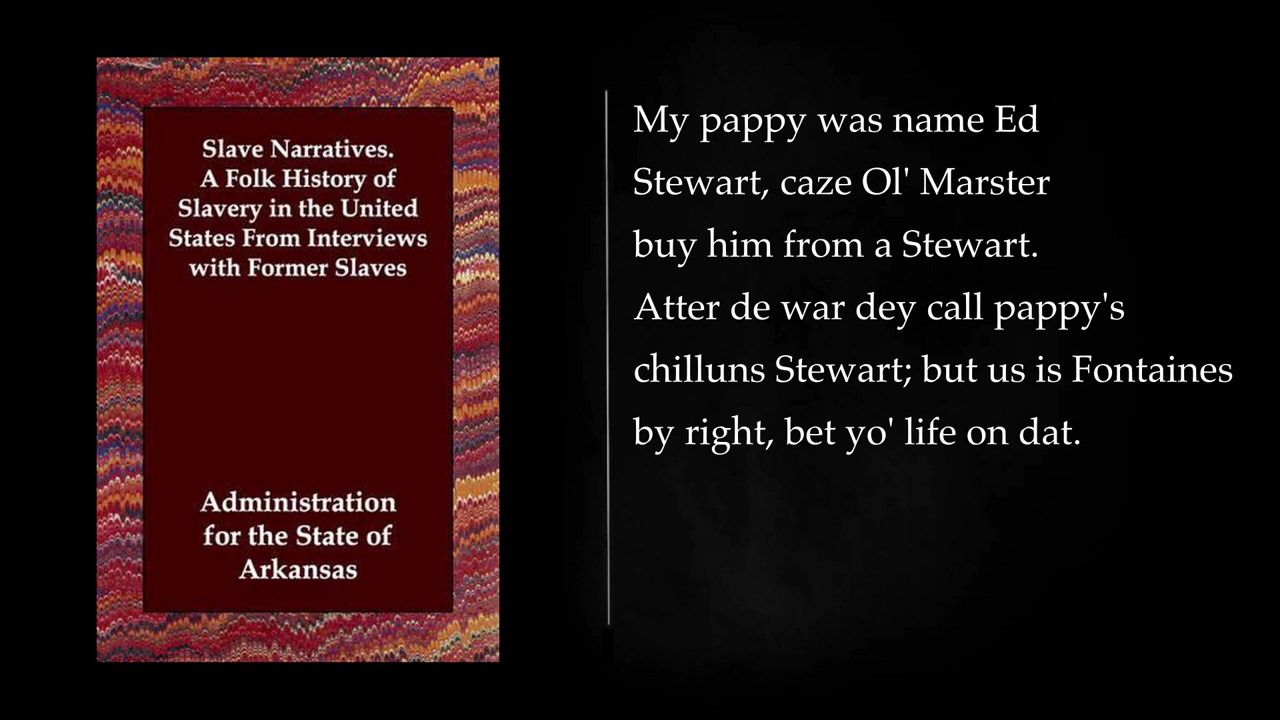 Slave Narratives.
A Folk History of
Slavery in the United
States From Interviews
with Former Slaves
Administration
for the State of
Arkansas
My pappy was name Ed
Stewart, caze Ol' Marster
buy him from a Stewart.
Atter de war dey call pappy's
chilluns Stewart; but us is Fontaines
by right, bet yo' life on dat.